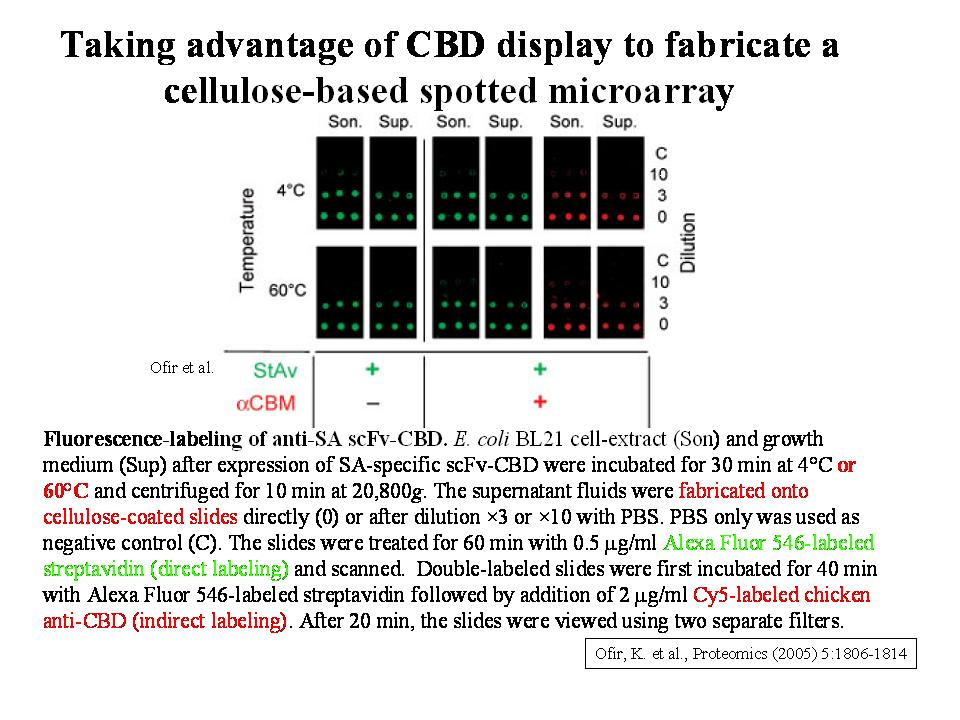 Taking advantage of CBD display to fabricate a
cellulose-based spotted microarray
Son. Sup. Son. Sup. Son. Sup.
Temperature
4°C
C
10
3
0
60°C
C
10
3
0
Dilution
Ofir et al.
StAv + +
αCBM – +
Fluorescence-labeling of anti-SA scFv-CBD. E. coli BL21 cell-extract (Son) and growth
medium (Sup) after expression of SA-specific scFv-CBD were incubated for 30 min at 4°C or
60°C and centrifuged for 10 min at 20,800g. The supernatant fluids were fabricated onto
cellulose-coated slides directly (0) or after dilution ×3 or ×10 with PBS. PBS only was used as
negative control (C). The slides were treated for 60 min with 0.5 μg/ml Alexa Fluor 546-labeled
streptavidin (direct labeling) and scanned. Double-labeled slides were first incubated for 40 min
with Alexa Fluor 546-labeled streptavidin followed by addition of 2 μg/ml Cy5-labeled chicken
anti-CBD (indirect labeling). After 20 min, the slides were viewed using two separate filters.
Ofir, K. et al., Proteomics (2005) 5:1806-1814